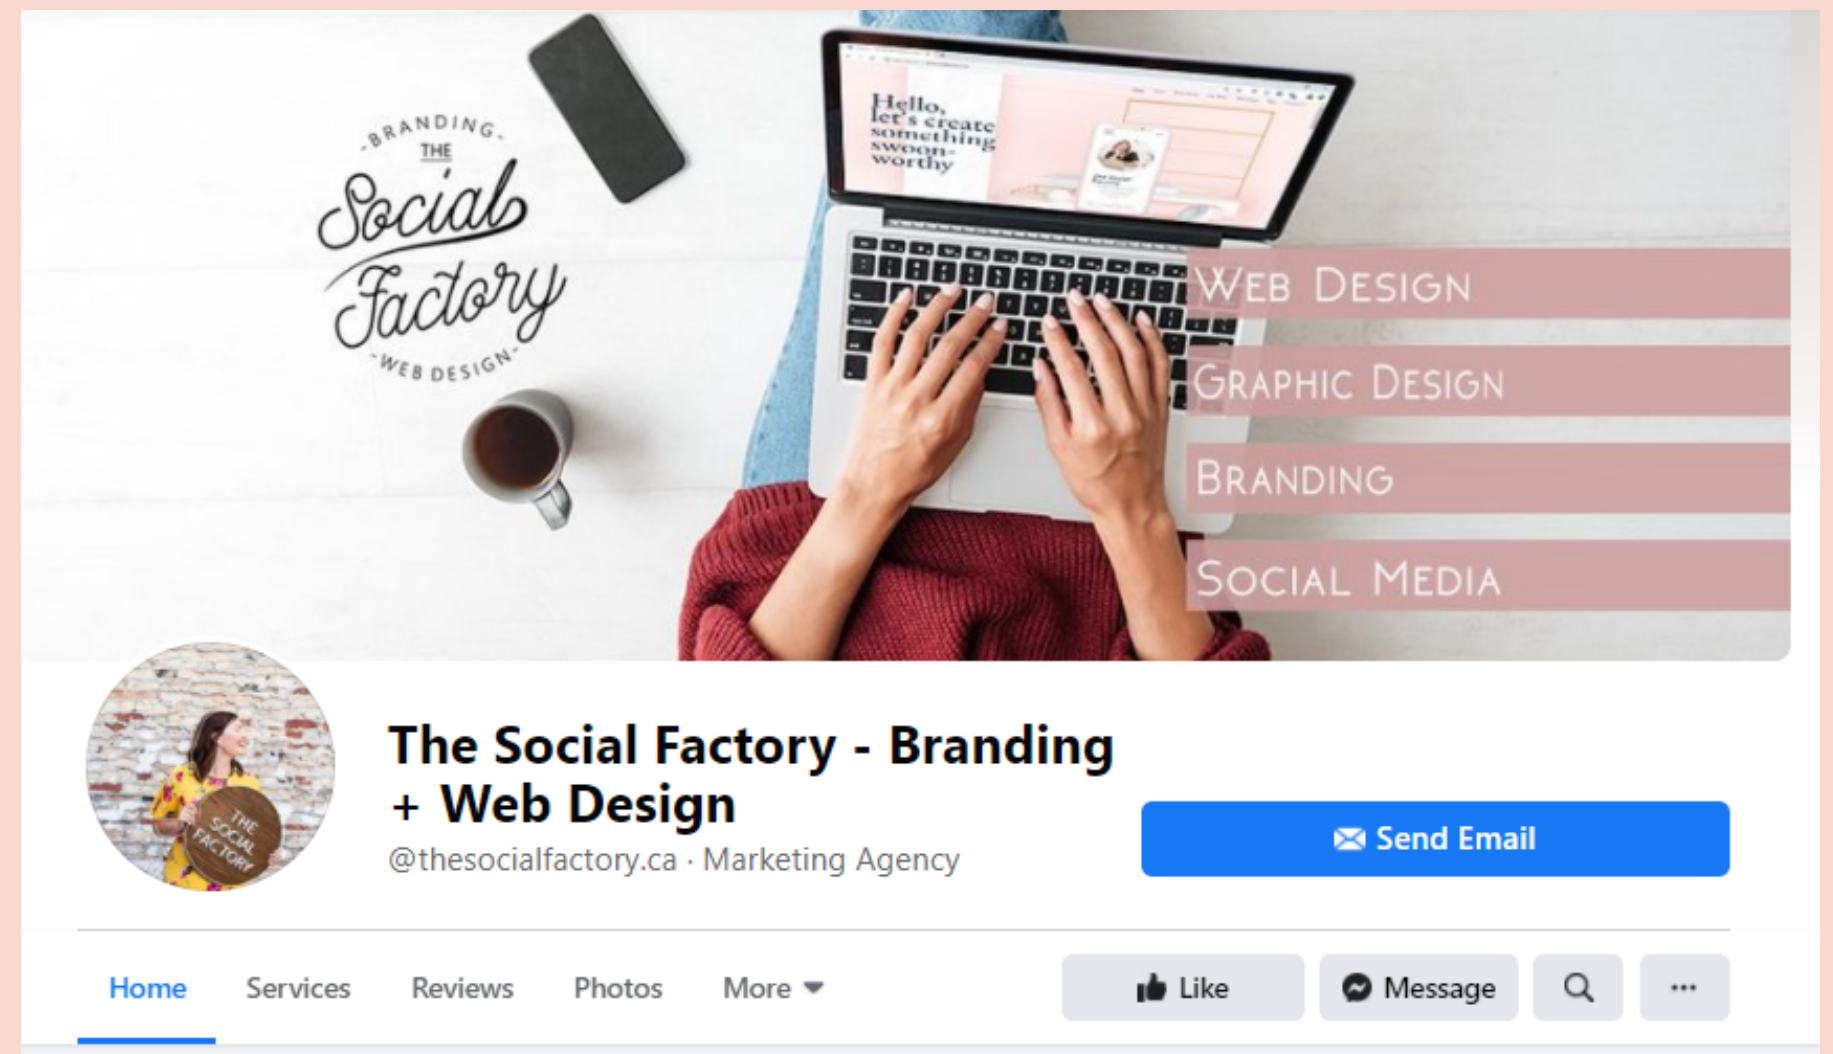 -BRANDING-
THE
Social
Factory
-WEB DESIGN-
Hello,
let's create
something
swoon-
worthy
WEB DESIGN
GRAPHIC DESIGN
BRANDING
SOCIAL MEDIA
THE
SOCIAL
FACTORY
The Social Factory - Branding
+ Web Design
@thesocialfactory.ca · Marketing Agency
Send Email
Home
Services
Reviews
Photos
More
Like
Message